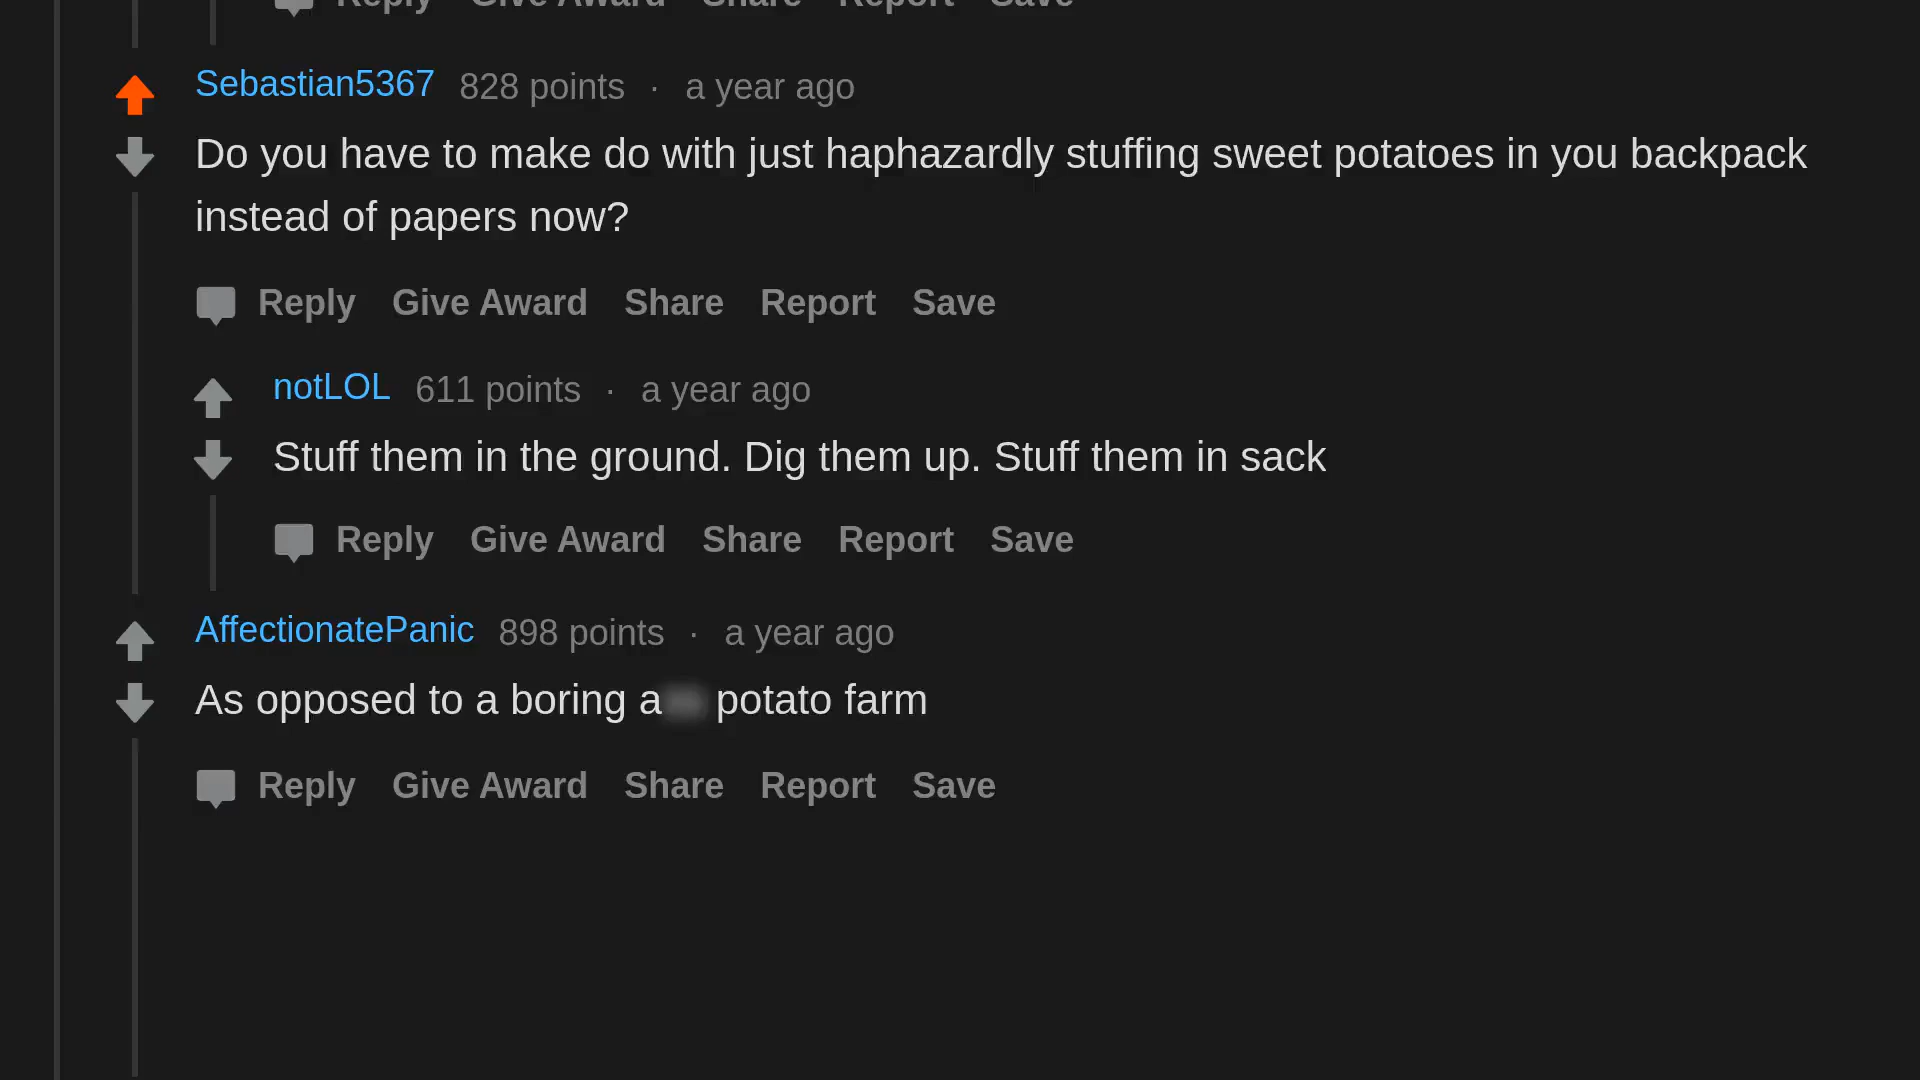 Reply Give Award Share Report Save
Sebastian5367 828 points · a year ago
Do you have to make do with just haphazardly stuffing sweet potatoes in you backpack
instead of papers now?
Reply Give Award Share Report Save
notLOL 611 points · a year ago
Stuff them in the ground. Dig them up. Stuff them in sack
Reply Give Award Share Report Save
AffectionatePanic 898 points · a year ago
As opposed to a boring a potato farm
Reply Give Award Share Report Save